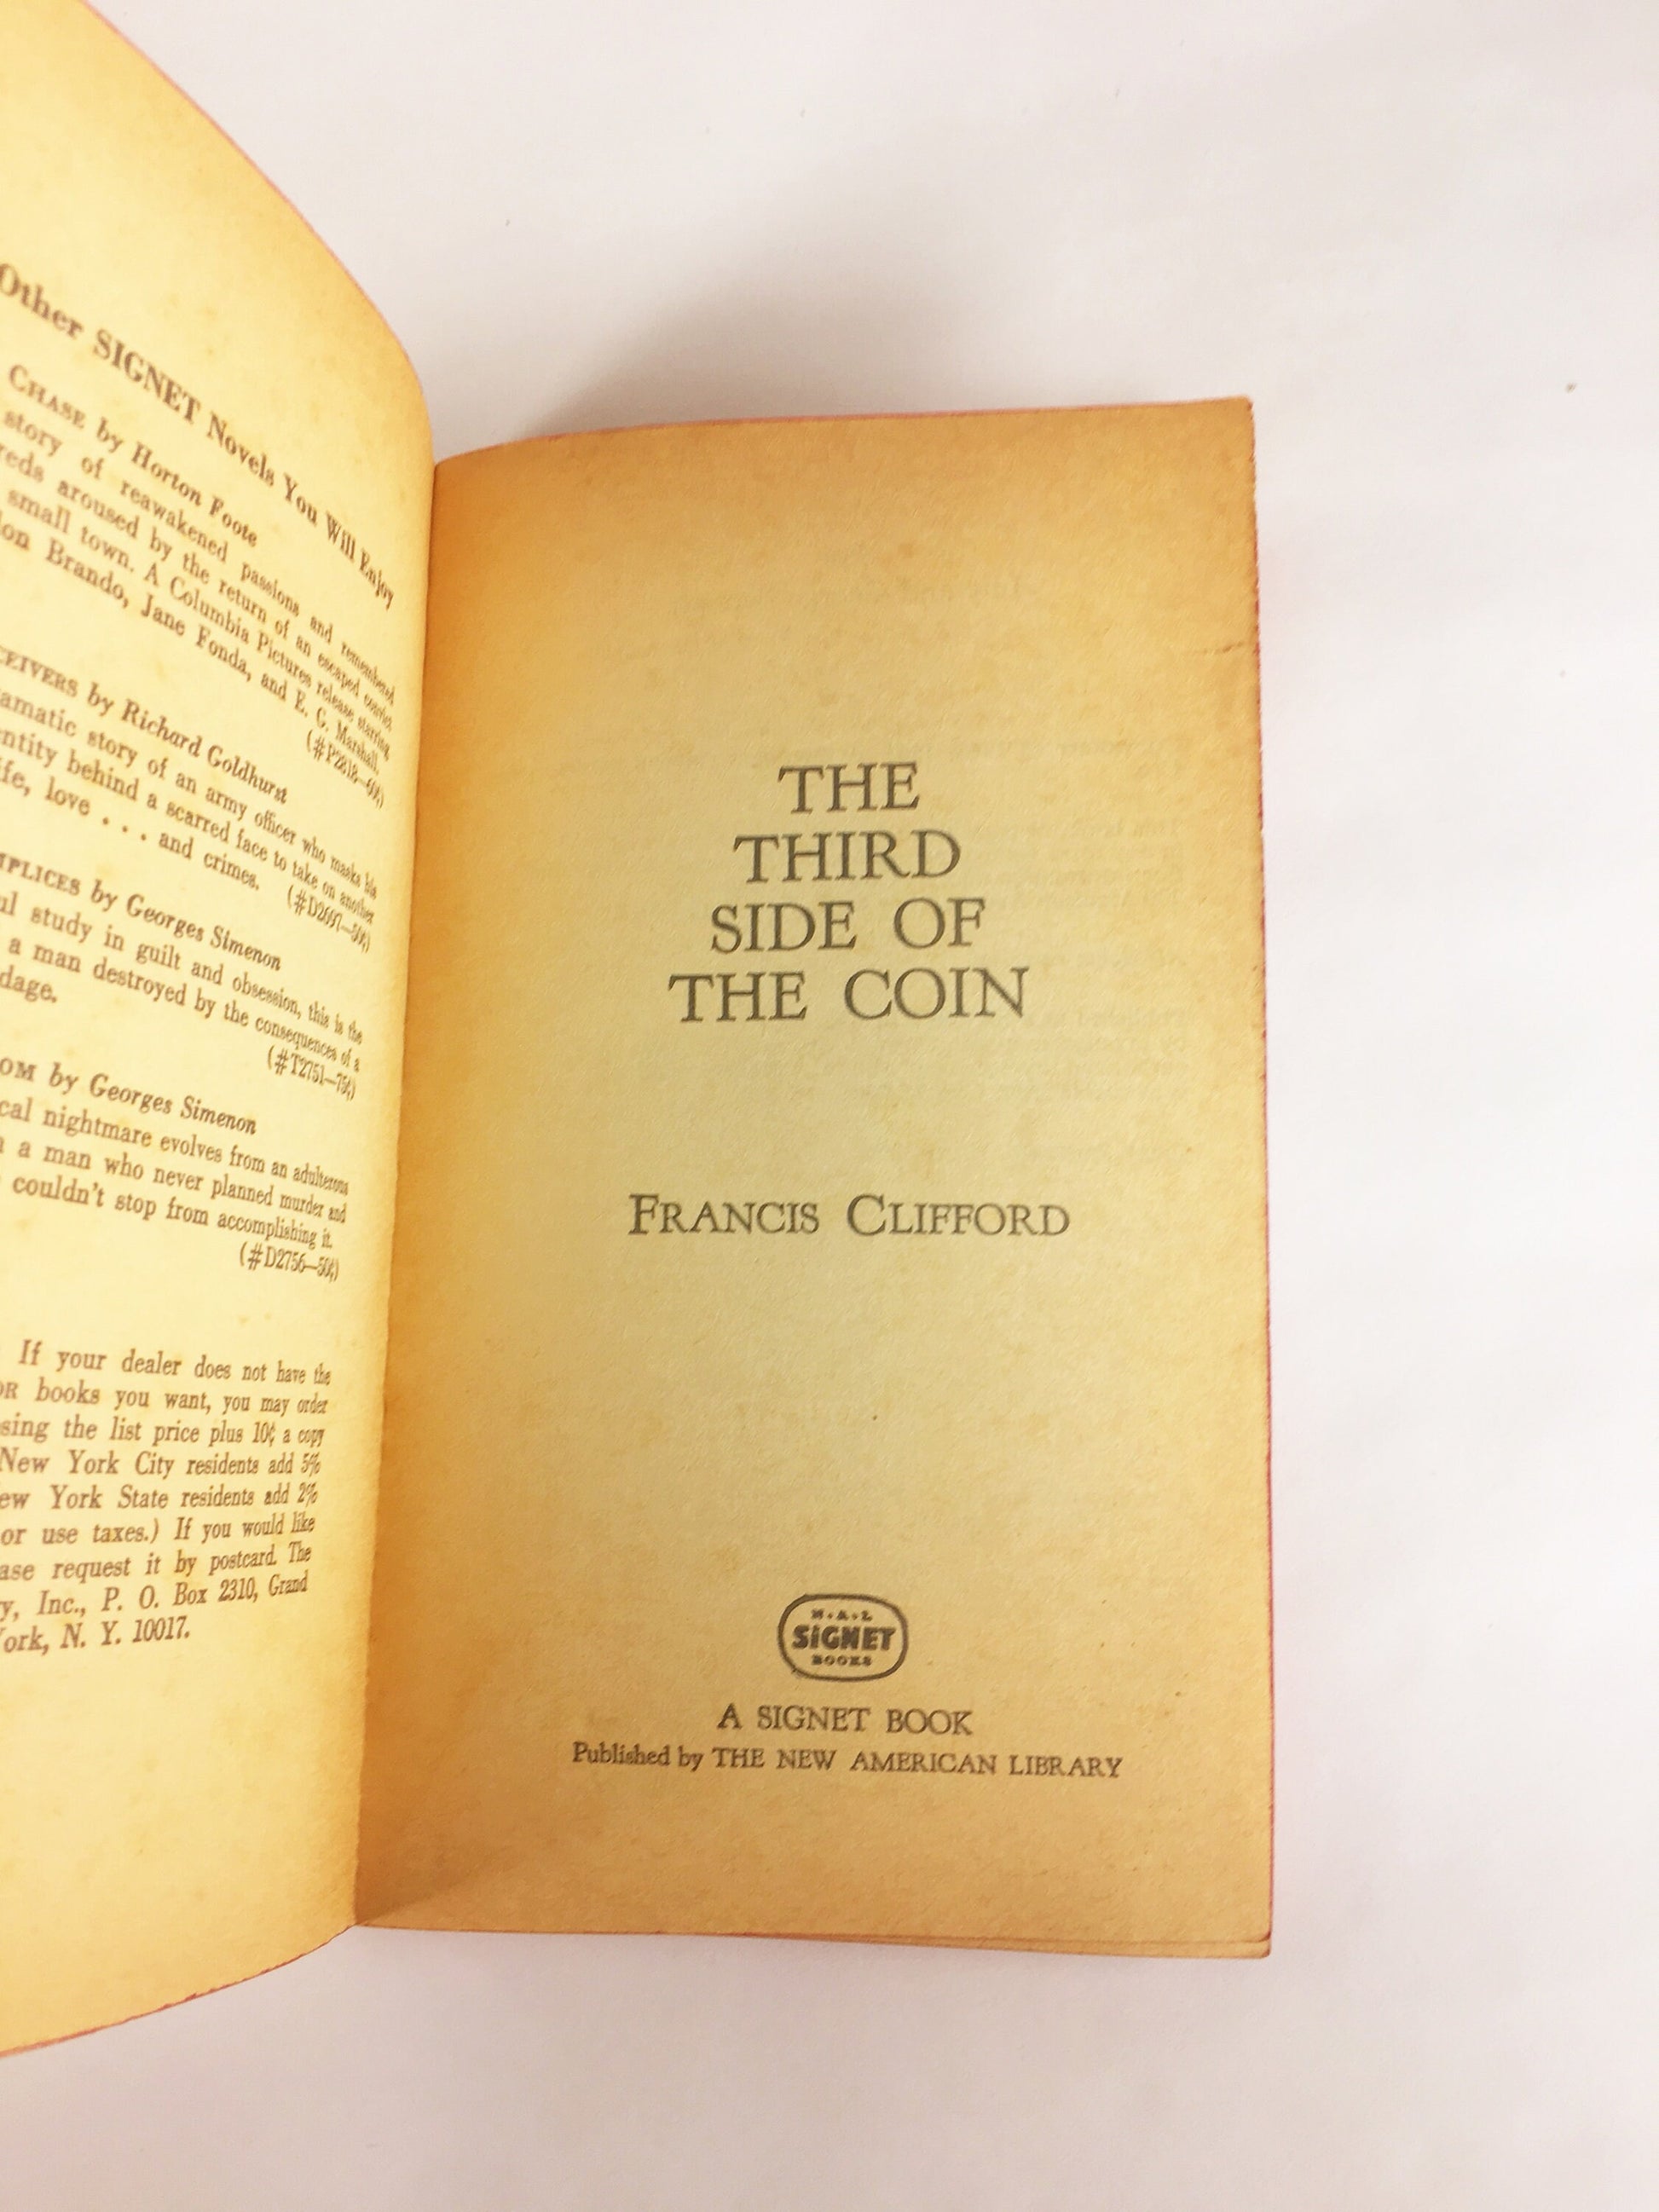 Other SIGNET Novels You Will Enjoy
CHASE by Horton Foote
story of reawakened passions and remembered
reds aroused by the return of an escaped convict
small town. A Columbia Pictures release starring
lon Brando, Jane Fonda, and E. G. Marshall.
(#P2818—60¢)
CEIVERS by Richard Goldhurst
amatic story of an army officer who masks his
entity behind a scarred face to take on another
ife, love . . . and crimes.
(#D2697—50¢)
MPLICES by Georges Simenon
ul study in guilt and obsession, this is the
a man destroyed by the consequences of a
dage.
(#T2751—75¢)
OM by Georges Simenon
cal nightmare evolves from an adulterous
a man who never planned murder and
couldn't stop from accomplishing it.
(#D2756—50¢)
If your dealer does not have the
OR books you want, you may order
sing the list price plus 10¢ a copy
New York City residents add 5%
ew York State residents add 2%
or use taxes.) If you would like
ase request it by postcard. The
y, Inc., P. O. Box 2310, Grand
ork, N. Y. 10017.
THE
THIRD
SIDE OF
THE COIN
FRANCIS CLIFFORD
N·A·L
SIGNET
BOOKS
A SIGNET BOOK
Published by THE NEW AMERICAN LIBRARY